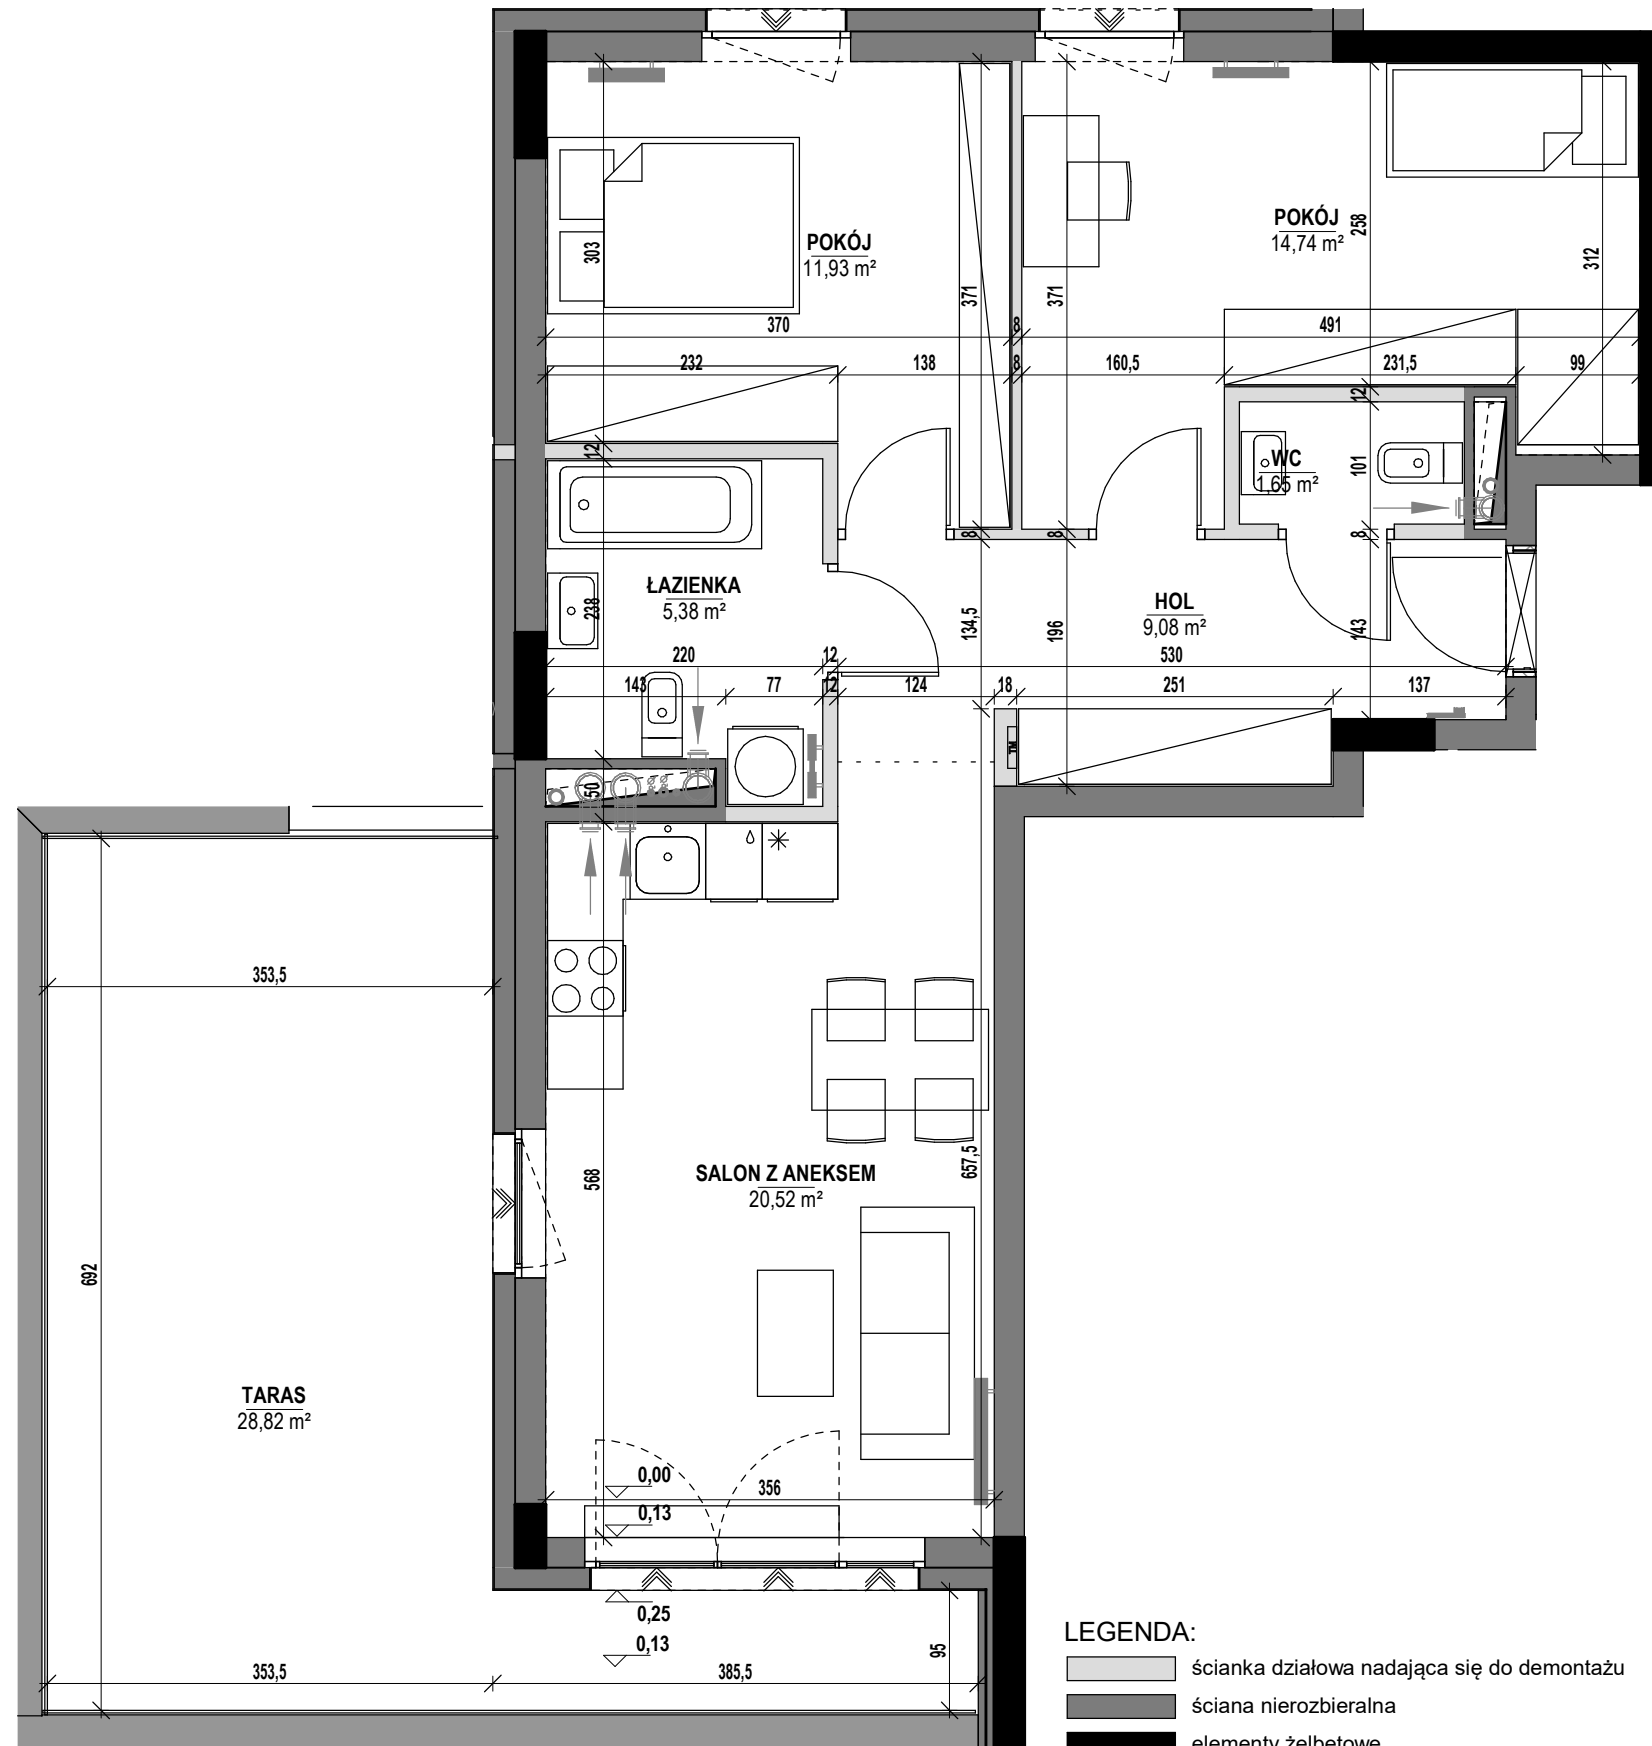 POKÓJ
11,93 m²
POKÓJ
14,74 m²
303
371
371
258
312
370
8
491
232
138
8
160,5
231,5
99
12
12
WC
1,65 m²
101
8
8
8
ŁAZIENKA
5,38 m²
238
134,5
196
HOL
9,08 m²
143
220
12
530
143
77
12
124
18
251
137
TM
50
353,5
692
TARAS
28,82 m²
568
657,5
SALON Z ANEKSEM
20,52 m²
0,00
356
0,13
0,25
0,13
95
353,5
385,5
LEGENDA:
ścianka działowa nadająca się do demontażu
ściana nierozbieralna
elementy żelbetowe